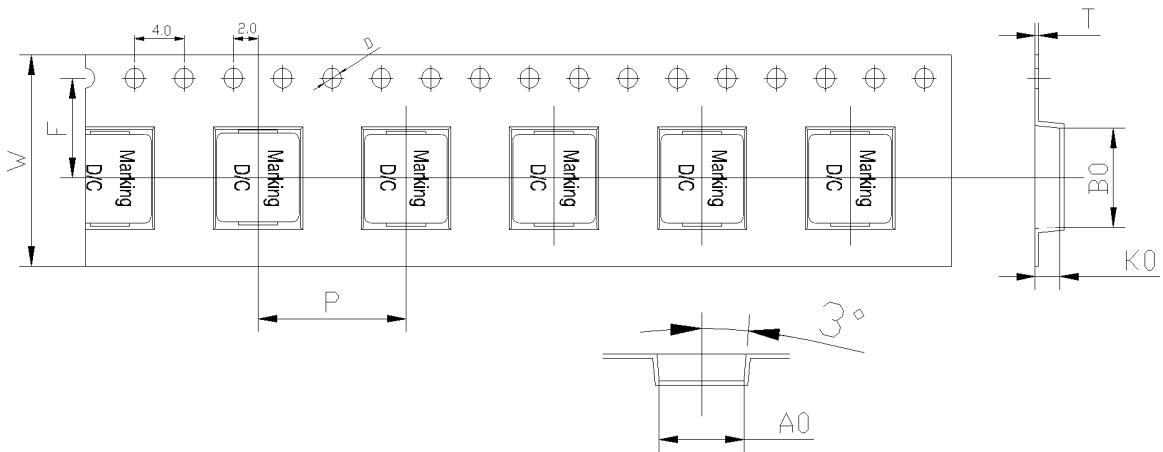 4.0
2.0
D
T
F
W
Marking
D/C
Marking
D/C
Marking
D/C
Marking
D/C
Marking
D/C
Marking
D/C
B0
K0
P
3°
A0